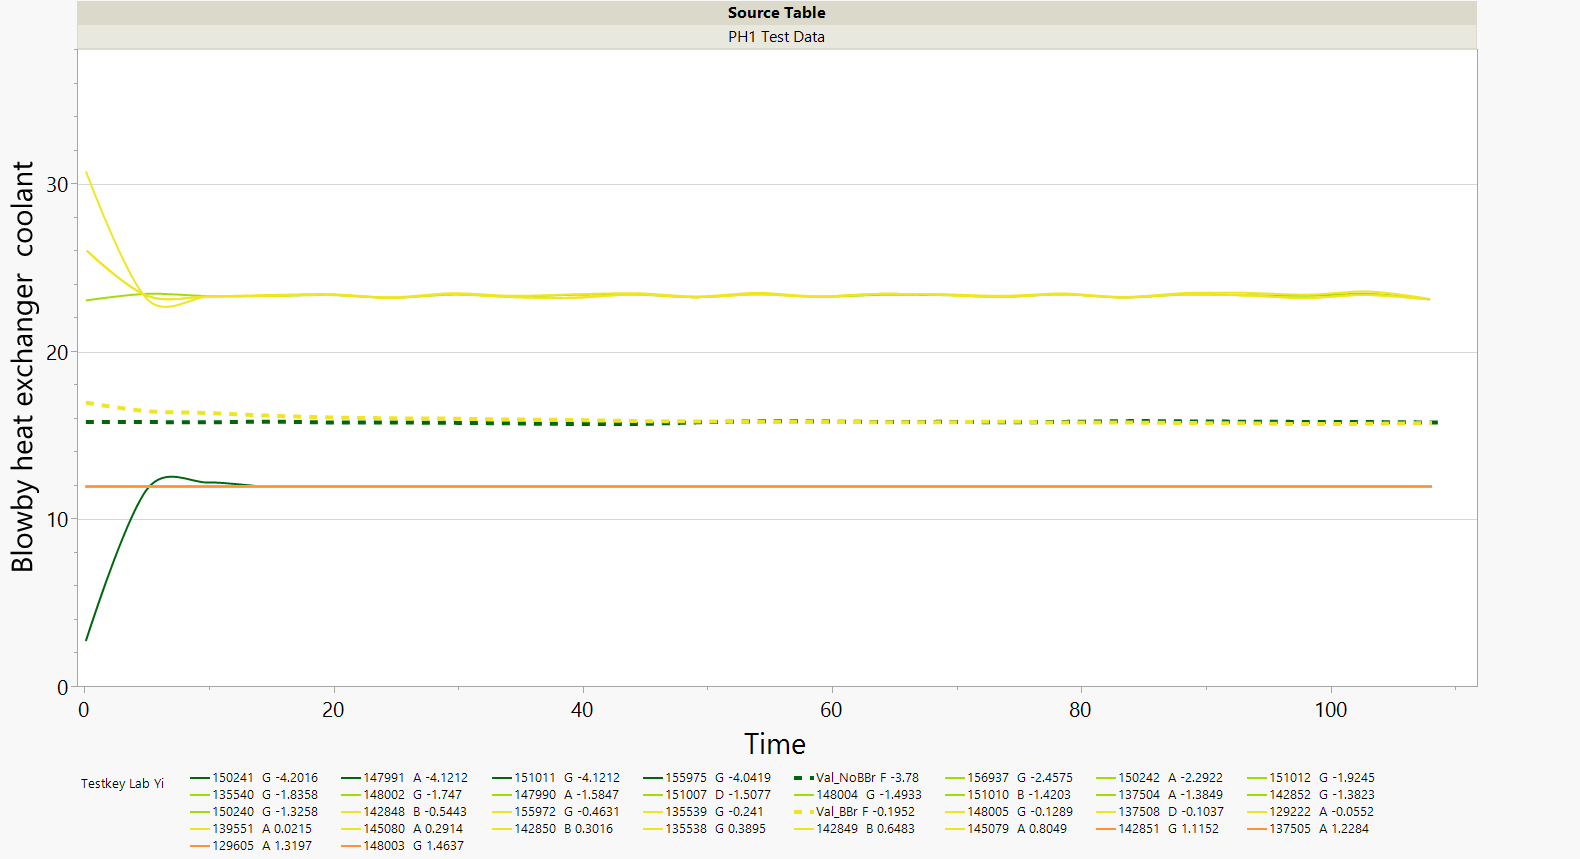 Source Table
PH1 Test Data
Blowby heat exchanger coolant
30
20
10
0
0 20 40 60 80 100
Time
Testkey Lab Yi
150241 G -4.2016 147991 A -4.1212 151011 G -4.1212 155975 G -4.0419 Val_NoBBr F -3.78 156937 G -2.4575 150242 A -2.2922 151012 G -1.9245
135540 G -1.8358 148002 G -1.747 147990 A -1.5847 151007 D -1.5077 148004 G -1.4933 151010 B -1.4203 137504 A -1.3849 142852 G -1.3823
150240 G -1.3258 142848 B -0.5443 155972 G -0.4631 135539 G -0.241 Val_BBr F -0.1952 148005 G -0.1289 137508 D -0.1037 129222 A -0.0552
139551 A 0.0215 145080 A 0.2914 142850 B 0.3016 135538 G 0.3895 142849 B 0.6483 145079 A 0.8049 142851 G 1.1152 137505 A 1.2284
129605 A 1.3197 148003 G 1.4637